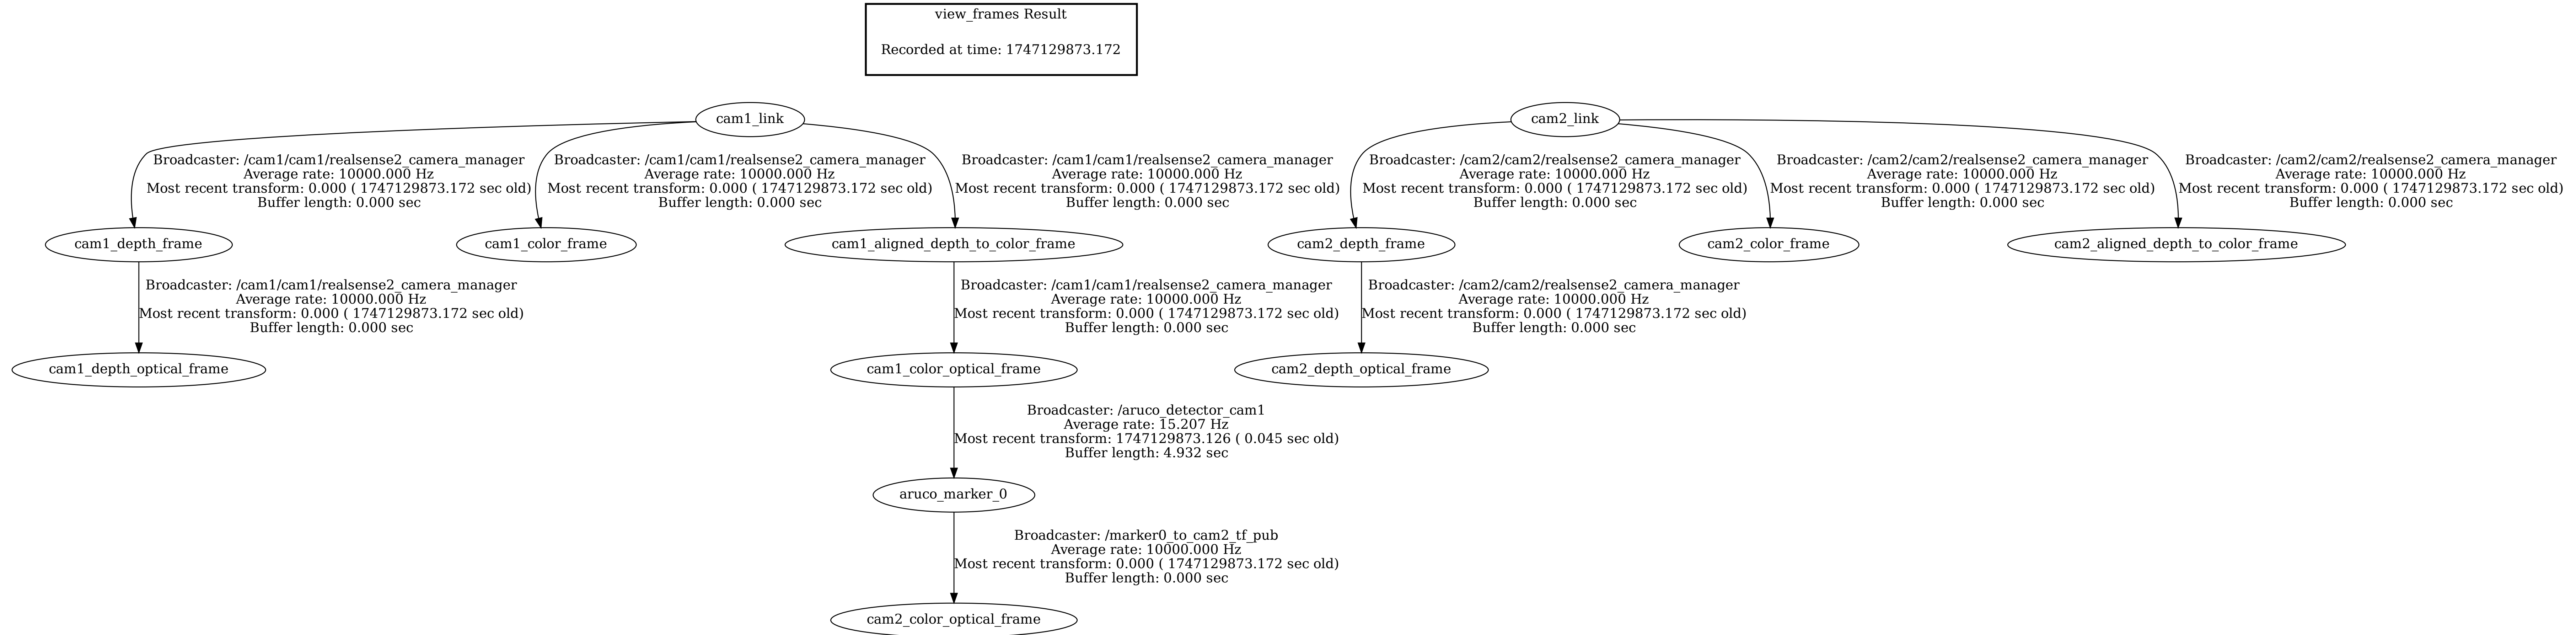 view_frames Result
Recorded at time: 1747129873.172
cam1_link
cam2_link
Broadcaster: /cam1/cam1/realsense2_camera_manager
Average rate: 10000.000 Hz
Most recent transform: 0.000 ( 1747129873.172 sec old)
Buffer length: 0.000 sec
Broadcaster: /cam1/cam1/realsense2_camera_manager
Average rate: 10000.000 Hz
Most recent transform: 0.000 ( 1747129873.172 sec old)
Buffer length: 0.000 sec
Broadcaster: /cam1/cam1/realsense2_camera_manager
Average rate: 10000.000 Hz
Most recent transform: 0.000 ( 1747129873.172 sec old)
Buffer length: 0.000 sec
Broadcaster: /cam2/cam2/realsense2_camera_manager
Average rate: 10000.000 Hz
Most recent transform: 0.000 ( 1747129873.172 sec old)
Buffer length: 0.000 sec
Broadcaster: /cam2/cam2/realsense2_camera_manager
Average rate: 10000.000 Hz
Most recent transform: 0.000 ( 1747129873.172 sec old)
Buffer length: 0.000 sec
Broadcaster: /cam2/cam2/realsense2_camera_manager
Average rate: 10000.000 Hz
Most recent transform: 0.000 ( 1747129873.172 sec old)
Buffer length: 0.000 sec
cam1_depth_frame
cam1_color_frame
cam1_aligned_depth_to_color_frame
cam2_depth_frame
cam2_color_frame
cam2_aligned_depth_to_color_frame
Broadcaster: /cam1/cam1/realsense2_camera_manager
Average rate: 10000.000 Hz
Most recent transform: 0.000 ( 1747129873.172 sec old)
Buffer length: 0.000 sec
Broadcaster: /cam1/cam1/realsense2_camera_manager
Average rate: 10000.000 Hz
Most recent transform: 0.000 ( 1747129873.172 sec old)
Buffer length: 0.000 sec
Broadcaster: /cam2/cam2/realsense2_camera_manager
Average rate: 10000.000 Hz
Most recent transform: 0.000 ( 1747129873.172 sec old)
Buffer length: 0.000 sec
cam1_depth_optical_frame
cam1_color_optical_frame
cam2_depth_optical_frame
Broadcaster: /aruco_detector_cam1
Average rate: 15.207 Hz
Most recent transform: 1747129873.126 ( 0.045 sec old)
Buffer length: 4.932 sec
aruco_marker_0
Broadcaster: /marker0_to_cam2_tf_pub
Average rate: 10000.000 Hz
Most recent transform: 0.000 ( 1747129873.172 sec old)
Buffer length: 0.000 sec
cam2_color_optical_frame